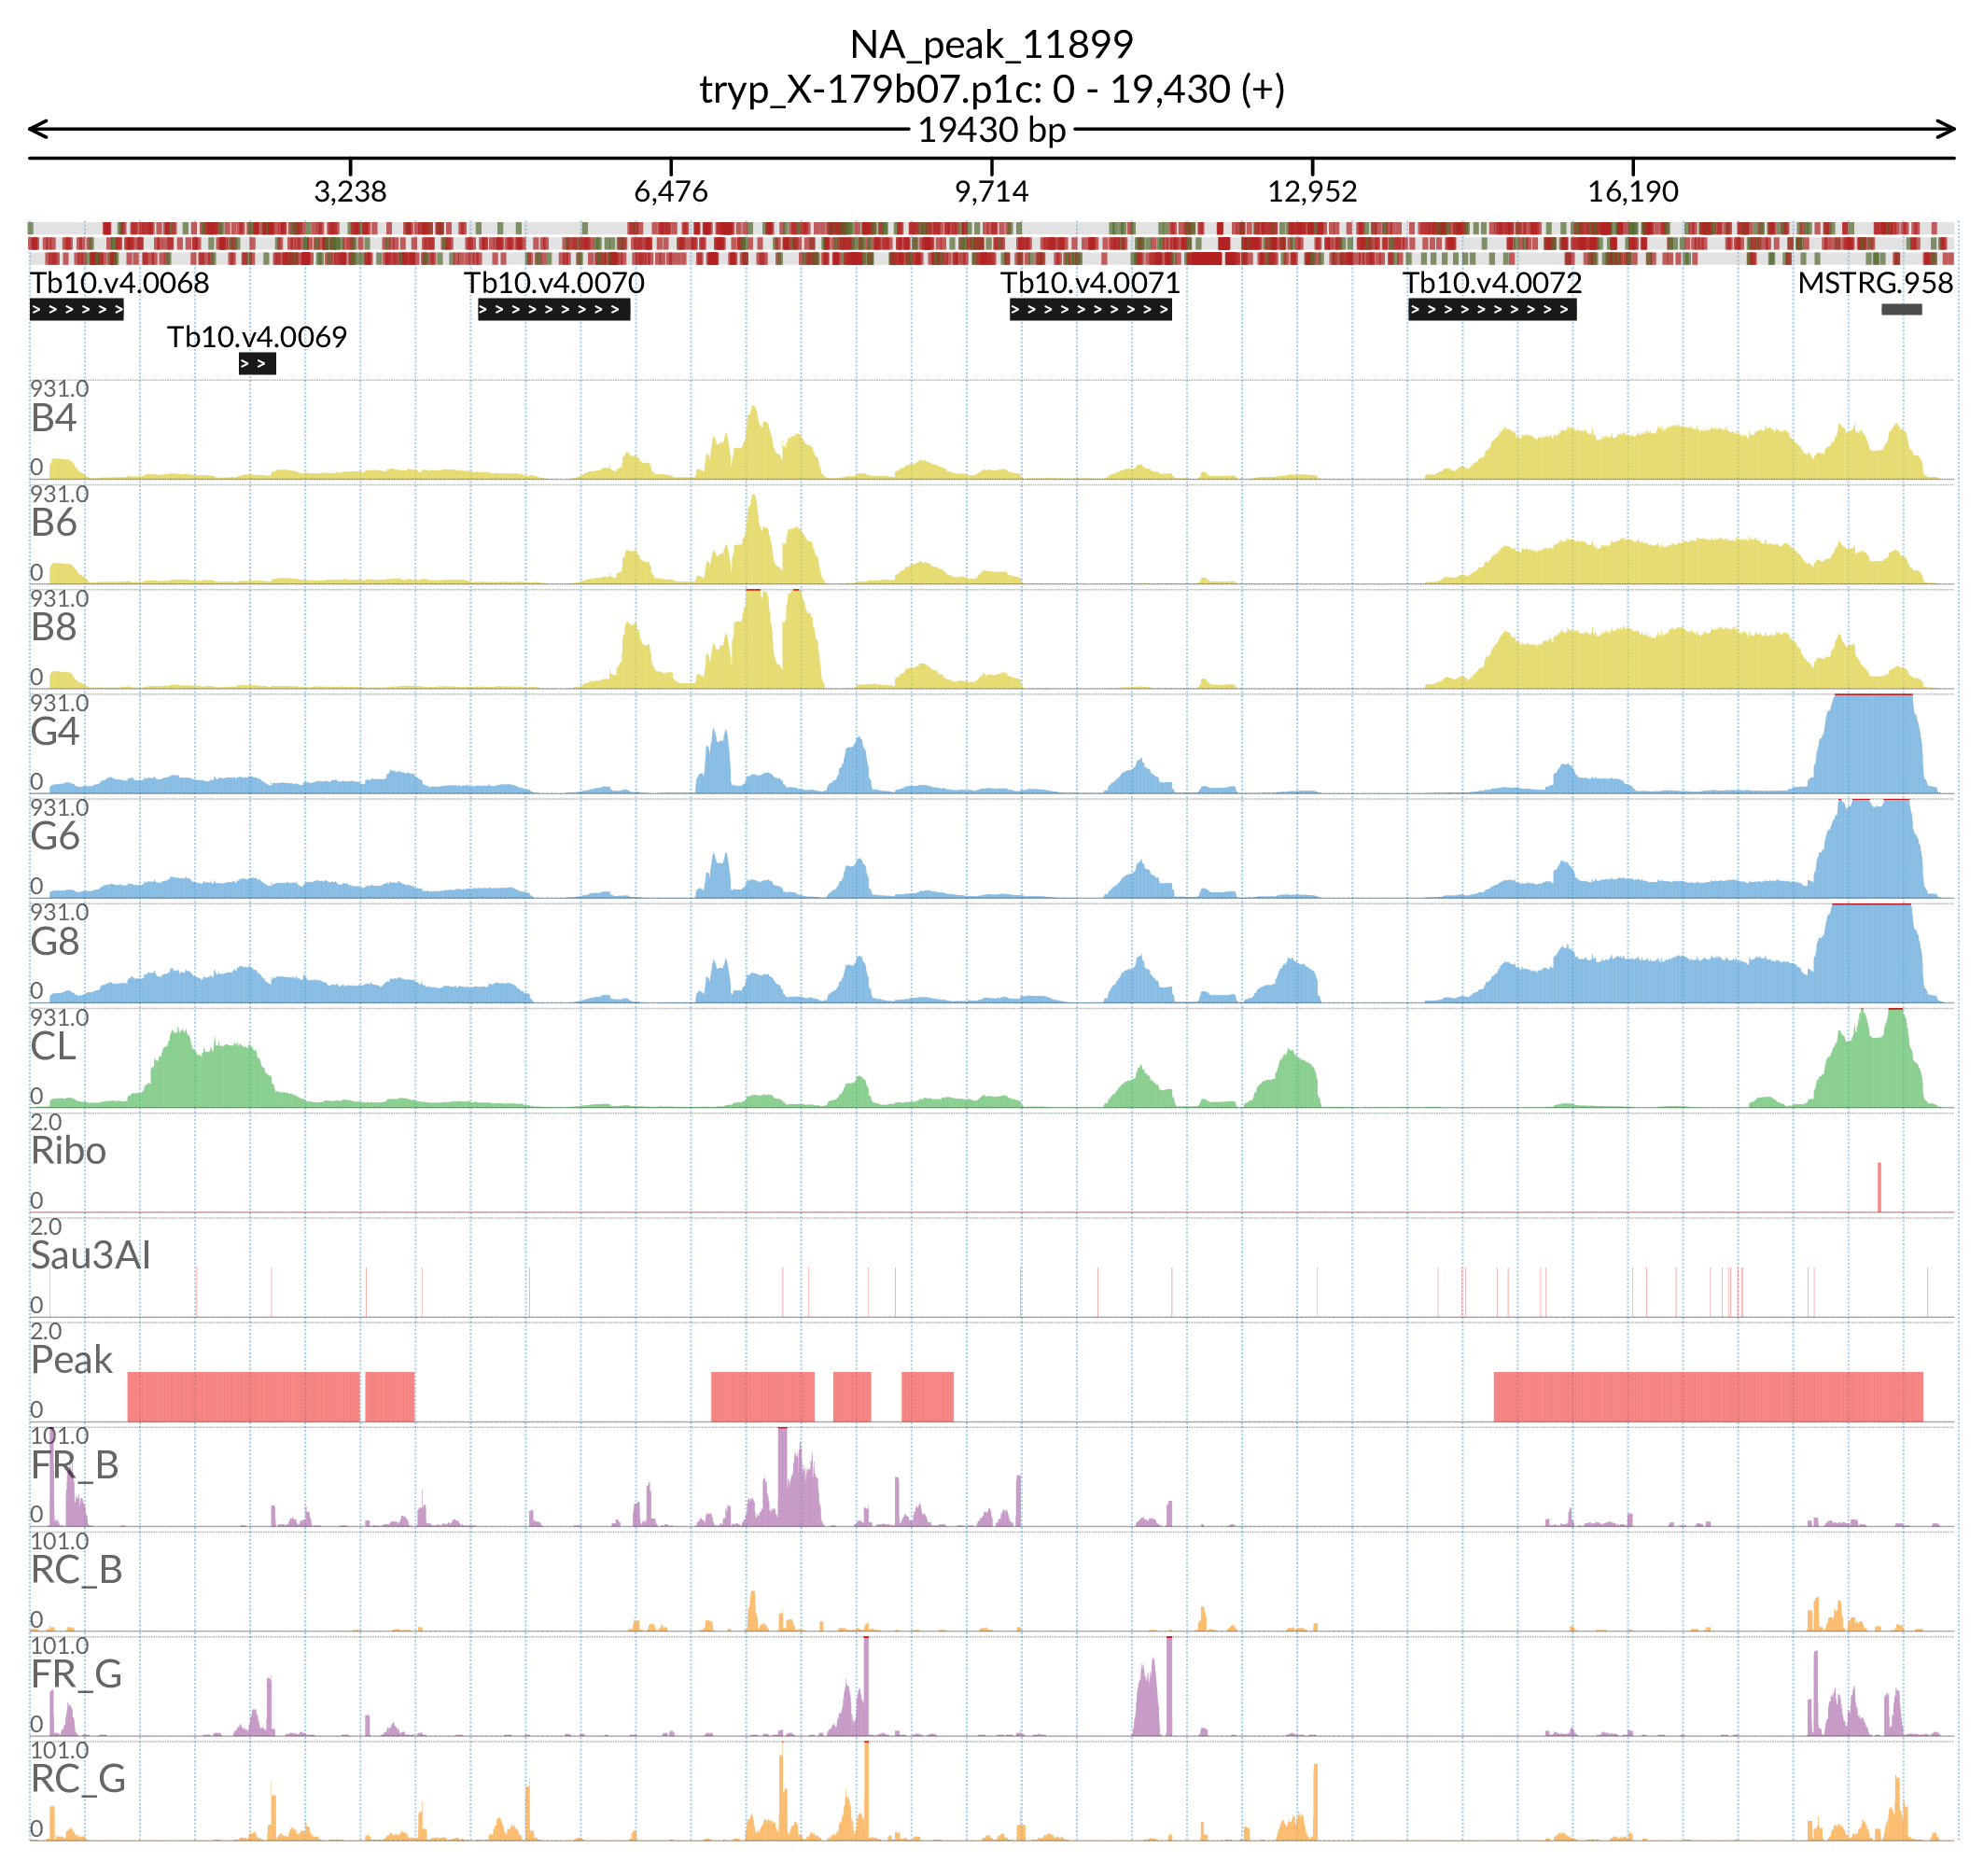 NA_peak_11899
tryp_X-179b07.p1c: 0 - 19,430 (+)
19430 bp
3,238 6,476 9,714 12,952 16,190
Tb10.v4.0068 Tb10.v4.0070 Tb10.v4.0071 Tb10.v4.0072 MSTRG.958
Tb10.v4.0069
931.0
B4
0
931.0
B6
0
931.0
B8
0
931.0
G4
0
931.0
G6
0
931.0
G8
0
931.0
CL
0
2.0
Ribo
0
2.0
Sau3AI
0
2.0
Peak
0
101.0
FR_B
0
101.0
RC_B
0
101.0
FR_G
0
101.0
RC_G
0